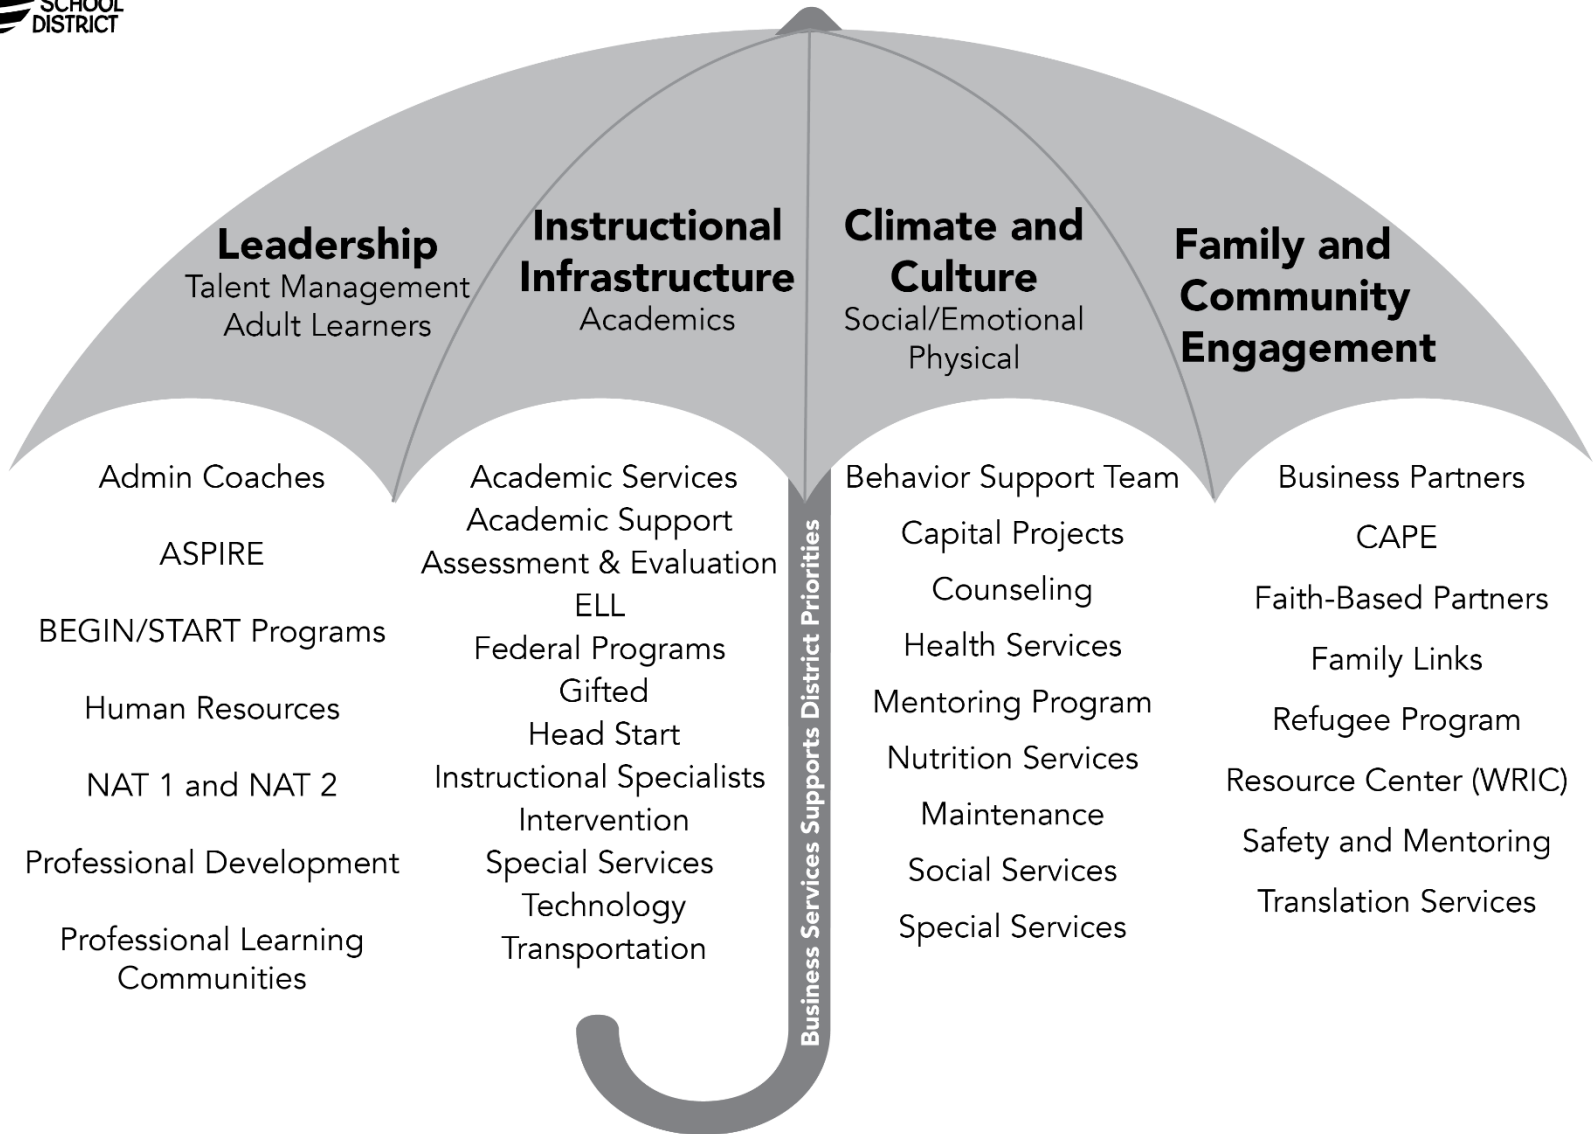 SCHOOL
DISTRICT
Leadership
Talent Management
Adult Learners
Instructional
Infrastructure
Academics
Climate and
Culture
Social/Emotional
Physical
Family and
Community
Engagement
Admin Coaches
ASPIRE
BEGIN/START Programs
Human Resources
NAT 1 and NAT 2
Professional Development
Professional Learning
Communities
Academic Services
Academic Support
Assessment & Evaluation
ELL
Federal Programs
Gifted
Head Start
Instructional Specialists
Intervention
Special Services
Technology
Transportation
Business Services Supports District Priorities
Behavior Support Team
Capital Projects
Counseling
Health Services
Mentoring Program
Nutrition Services
Maintenance
Social Services
Special Services
Business Partners
CAPE
Faith-Based Partners
Family Links
Refugee Program
Resource Center (WRIC)
Safety and Mentoring
Translation Services